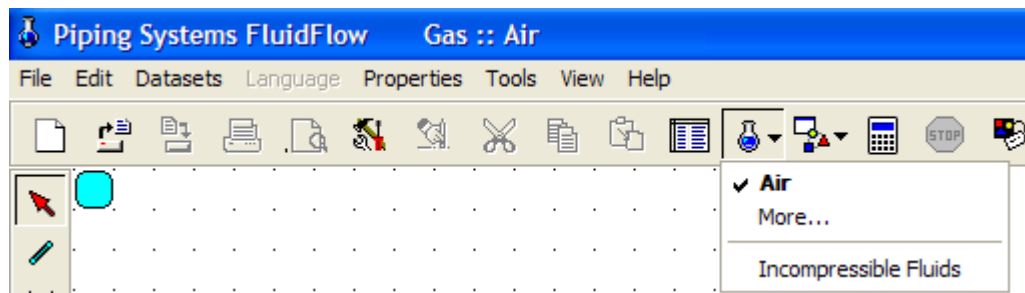 Piping Systems FluidFlow Gas :: Air
File Edit Datasets Language Properties Tools View Help
STOP
Air
More...
Incompressible Fluids